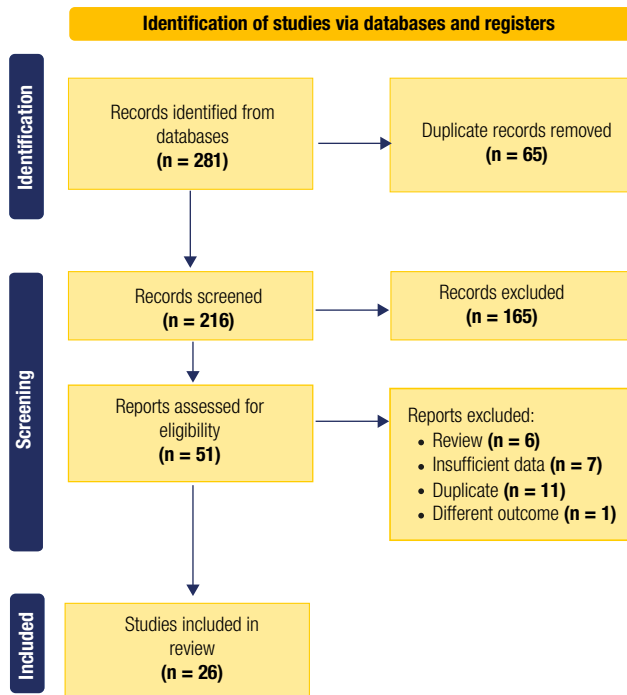 Identification of studies via databases and registers
Identification
Records identified from
databases
(n = 281)
Duplicate records removed
(n = 65)
Screening
Records screened
(n = 216)
Records excluded
(n = 165)
Reports assessed for
eligibility
(n = 51)
Reports excluded:
• Review (n = 6)
• Insufficient data (n = 7)
• Duplicate (n = 11)
• Different outcome (n = 1)
Included
Studies included in
review
(n = 26)